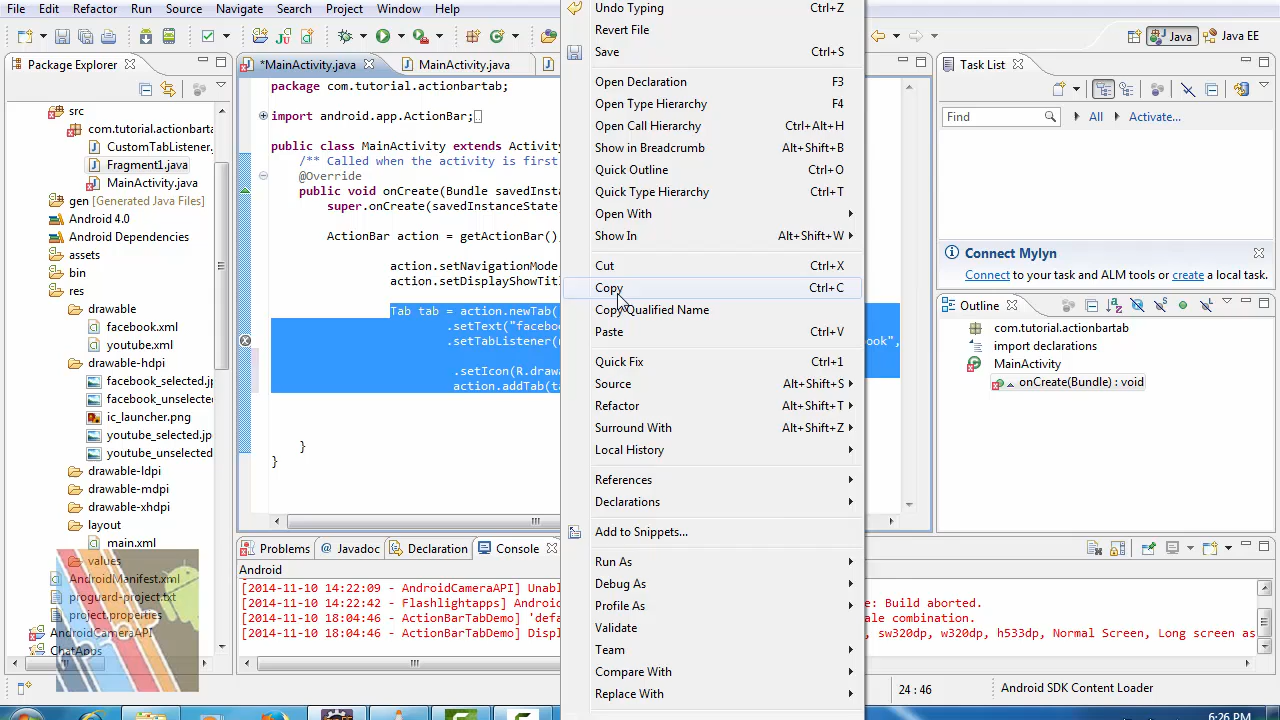 File Edit Refactor Run Source Navigate Search Project Window Help
Java
Java EE
Package Explorer
src
com.tutorial.actionbarta
CustomTabListener.
Fragment1.java
MainActivity.java
gen [Generated Java Files]
Android 4.0
Android Dependencies
assets
bin
res
drawable
facebook.xml
youtube.xml
drawable-hdpi
facebook_selected.jp
facebook_unselected
ic_launcher.png
youtube_selected.jp
youtube_unselected
drawable-ldpi
drawable-mdpi
drawable-xhdpi
layout
main.xml
values
AndroidManifest.xml
proguard-project.txt
project.properties
AndroidCameraAPI
ChatApps
*MainActivity.java
MainActivity.java
package com.tutorial.actionbartab;
import android.app.ActionBar;
public class MainActivity extends Activity
/** Called when the activity is first
@Override
public void onCreate(Bundle savedInsta
super.onCreate(savedInstanceState
ActionBar action = getActionBar()
action.setNavigationMode
action.setDisplayShowTit
Tab tab = action.newTab(
.setText("facebo
.setTabListener(
ook",
.setIcon(R.drawa
action.addTab(ta
}
}
Undo Typing Ctrl+Z
Revert File
Save Ctrl+S
Open Declaration F3
Open Type Hierarchy F4
Open Call Hierarchy Ctrl+Alt+H
Show in Breadcrumb Alt+Shift+B
Quick Outline Ctrl+O
Quick Type Hierarchy Ctrl+T
Open With
Show In Alt+Shift+W
Cut Ctrl+X
Copy Ctrl+C
Copy Qualified Name
Paste Ctrl+V
Quick Fix Ctrl+1
Source Alt+Shift+S
Refactor Alt+Shift+T
Surround With Alt+Shift+Z
Local History
References
Declarations
Add to Snippets...
Run As
Debug As
Profile As
Validate
Team
Compare With
Replace With
Task List
Find
All
Activate...
Connect Mylyn
Connect to your task and ALM tools or create a local task.
Outline
com.tutorial.actionbartab
import declarations
MainActivity
onCreate(Bundle) : void
Problems Javadoc Declaration Console
Android
[2014-11-10 14:22:09 - AndroidCameraAPI] Unab
[2014-11-10 14:22:42 - Flashlightapps] Androi
e: Build aborted.
[2014-11-10 18:04:46 - ActionBarTabDemo] 'defa
ale combination.
[2014-11-10 18:04:46 - ActionBarTabDemo] Disp
, sw320dp, w320dp, h533dp, Normal Screen, Long screen as
24 : 46
Android SDK Content Loader
6:26 PM